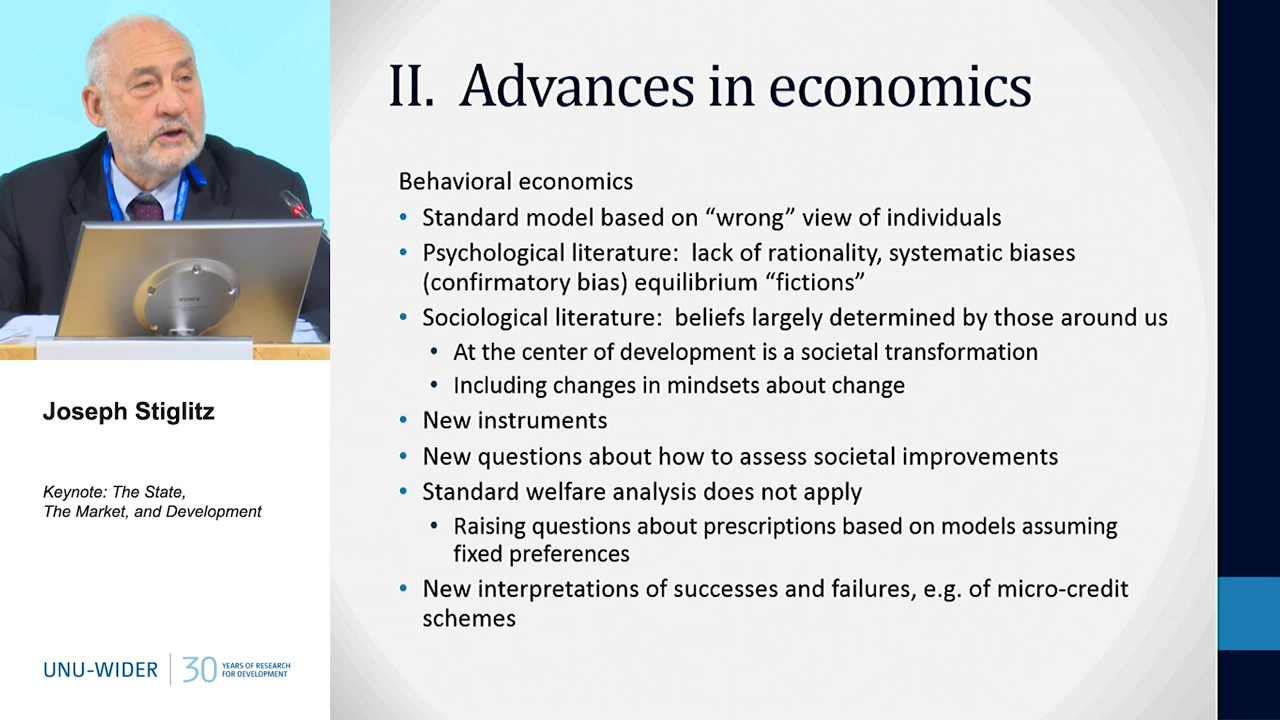 II. Advances in economics
Behavioral economics
• Standard model based on “wrong” view of individuals
• Psychological literature: lack of rationality, systematic biases
(confirmatory bias) equilibrium “fictions”
• Sociological literature: beliefs largely determined by those around us
• At the center of development is a societal transformation
• Including changes in mindsets about change
• New instruments
• New questions about how to assess societal improvements
• Standard welfare analysis does not apply
• Raising questions about prescriptions based on models assuming
fixed preferences
• New interpretations of successes and failures, e.g. of micro-credit
schemes
SONY
Joseph Stiglitz
Keynote: The State,
The Market, and Development
UNU-WIDER
30 YEARS OF RESEARCH
FOR DEVELOPMENT